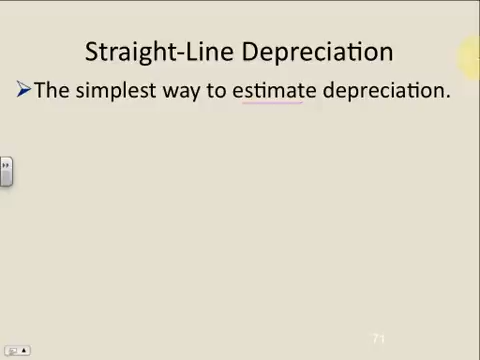 Straight-Line Depreciation
The simplest way to estimate depreciation.
71